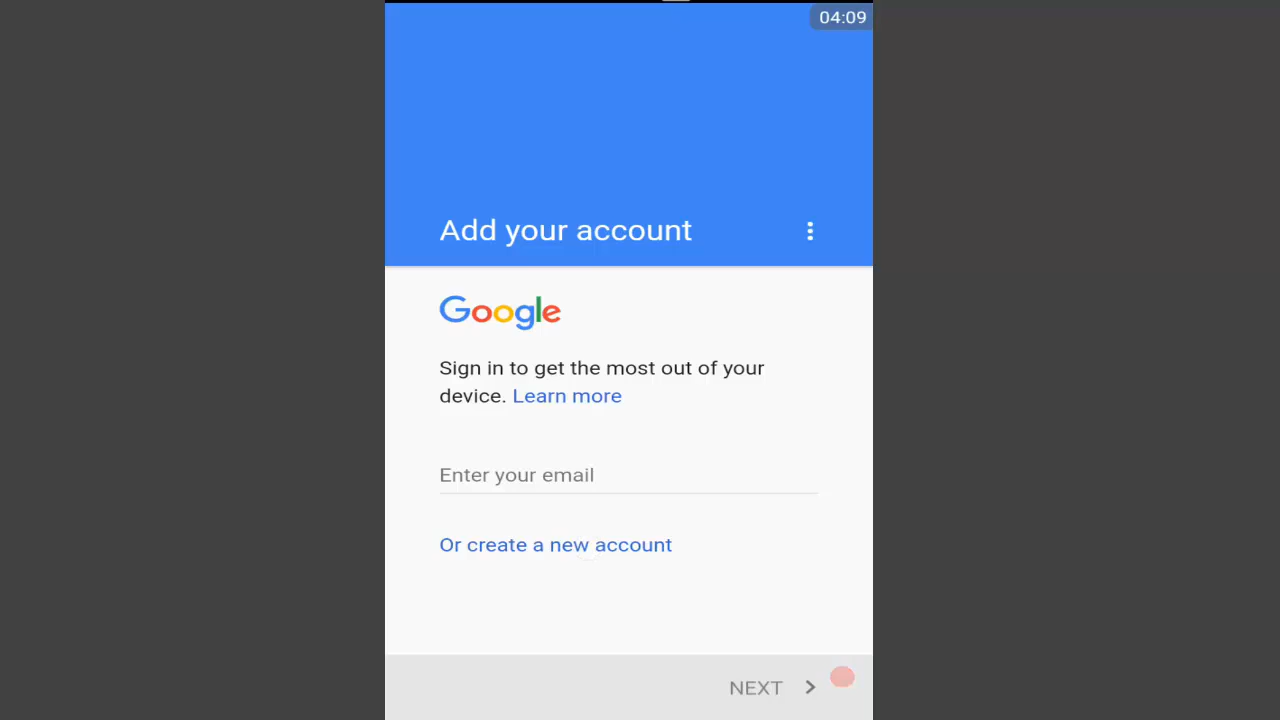 04:09
Add your account
Google
Sign in to get the most out of your
device. Learn more
Enter your email
Or create a new account
NEXT